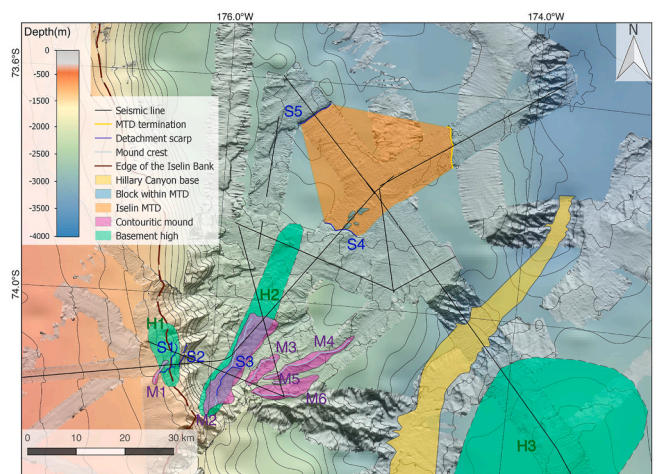 176.0°W
174.0°W
Depth(m)
N
73.6°S
0
-500
-1000
-1500
-2000
-2500
-3000
-3500
-4000
Seismic line
MTD termination
Detachment scarp
Mound crest
Edge of the Iselin Bank
Hillary Canyon base
Block within MTD
Iselin MTD
Contouritic mound
Basement high
S5
S4
74.0°S
H2
H1
S1
S2
S3
M3
M4
M5
M1
M6
M2
H3
0 10 20 30 km